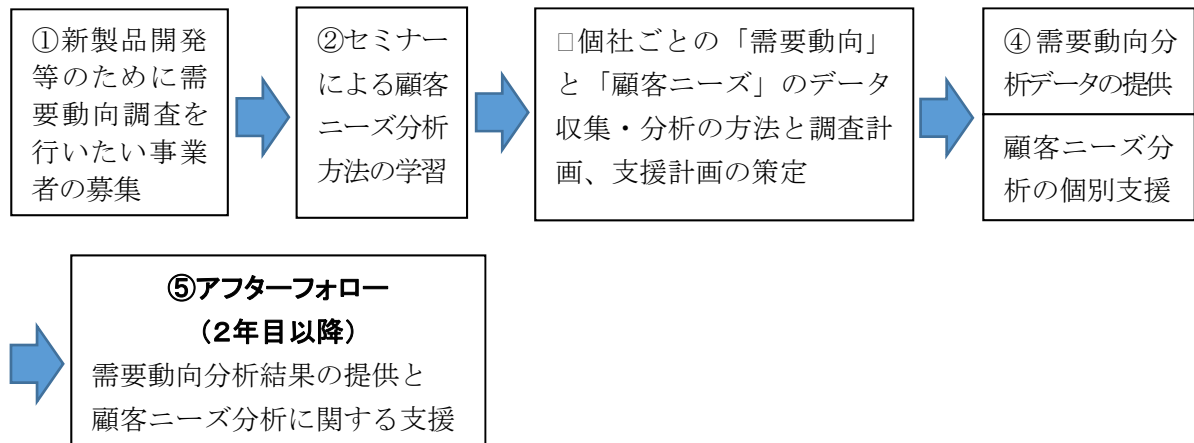 ①新製品開発
等のために需
要動向調査を
行いたい事業
者の募集
②セミナー
による顧客
ニーズ分析
方法の学習
□個社ごとの「需要動向」
と「顧客ニーズ」のデータ
収集・分析の方法と調査計
画、支援計画の策定
④需要動向分
析データの提供
顧客ニーズ分
析の個別支援
⑤アフターフォロー
（2年目以降）
需要動向分析結果の提供と
顧客ニーズ分析に関する支援